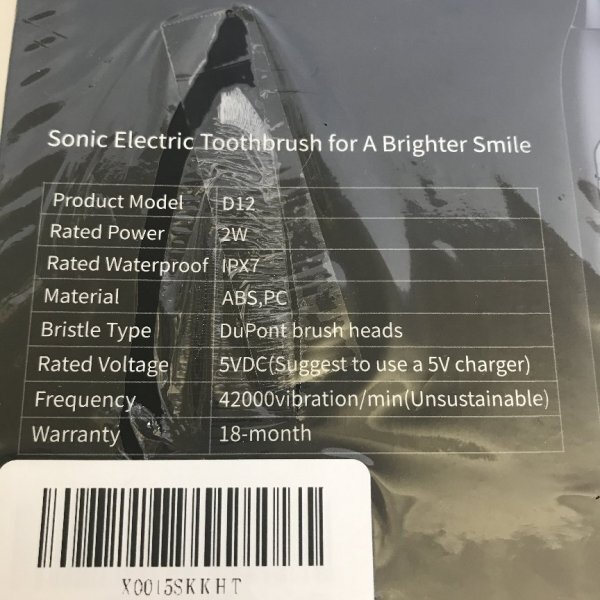 Sonic Electric Toothbrush for A Brighter Smile
Product Model D12
Rated Power 2W
Rated Waterproof IPX7
Material ABS,PC
Bristle Type DuPont brush heads
Rated Voltage 5VDC(Suggest to use a 5V charger)
Frequency 42000vibration/min(Unsustainable)
Warranty 18-month
X0015SKKHT